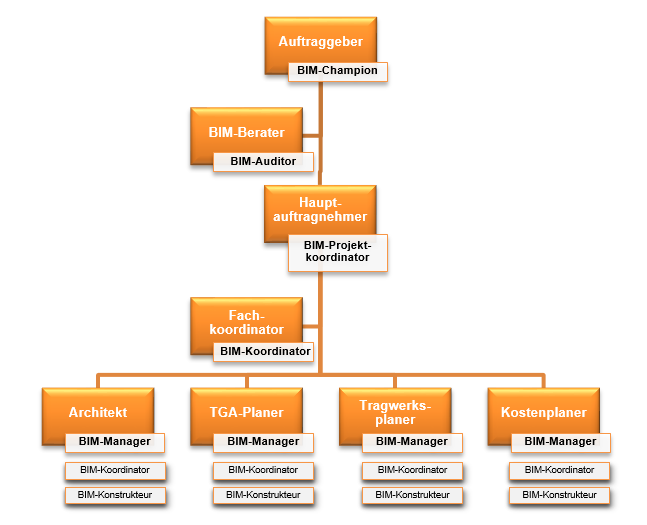 Auftraggeber
BIM-Champion
BIM-Berater
BIM-Auditor
Haupt-
auftragnehmer
BIM-Projekt-
koordinator
Fach-
koordinator
BIM-Koordinator
Architekt
BIM-Manager
BIM-Koordinator
BIM-Konstrukteur
TGA-Planer
BIM-Manager
BIM-Koordinator
BIM-Konstrukteur
Tragwerks-
planer
BIM-Manager
BIM-Koordinator
BIM-Konstrukteur
Kostenplaner
BIM-Manager
BIM-Koordinator
BIM-Konstrukteur